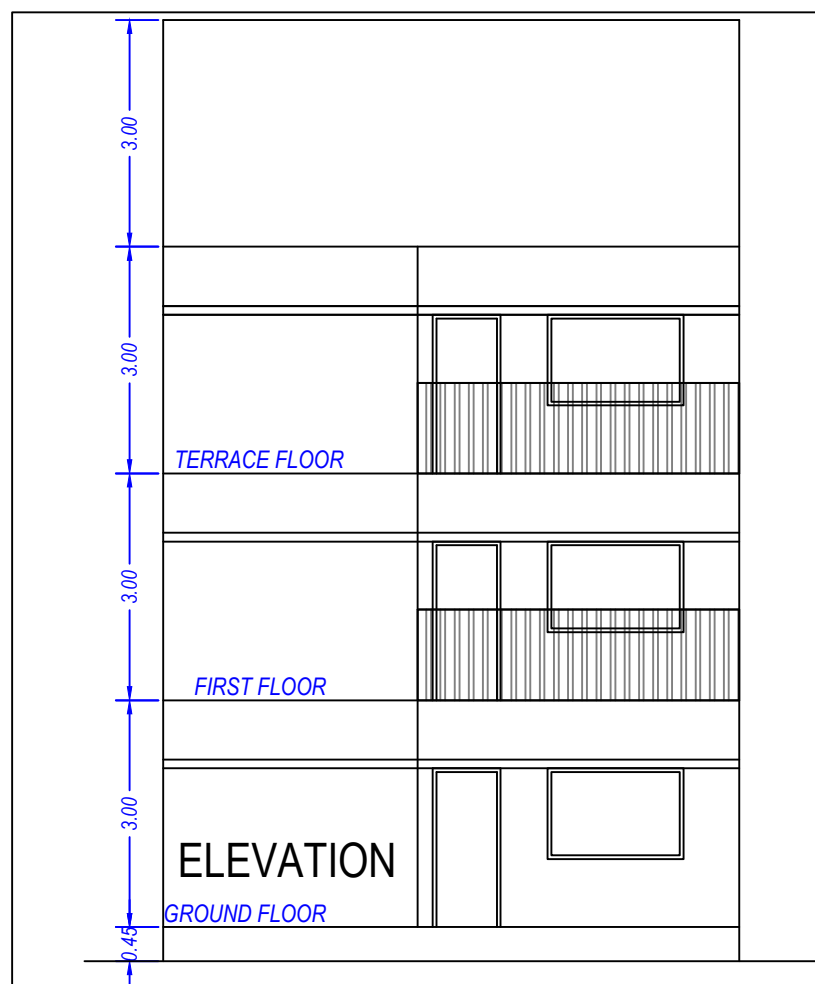 3.00
3.00
TERRACE FLOOR
3.00
FIRST FLOOR
3.00
ELEVATION
GROUND FLOOR
0.45